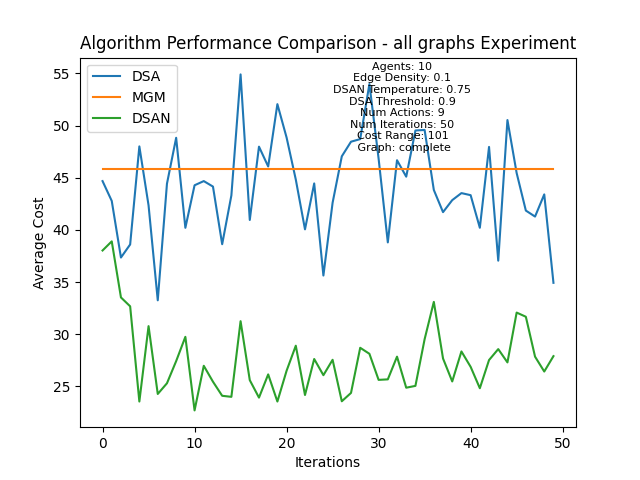 Algorithm Performance Comparison - all graphs Experiment
DSA
MGM
DSAN
Agents: 10
Edge Density: 0.1
DSAN Temperature: 0.75
DSA Threshold: 0.9
Num Actions: 9
Num Iterations: 50
Cost Range: 101
Graph: complete
Average Cost
55
50
45
40
35
30
25
0
10
20
30
40
50
Iterations